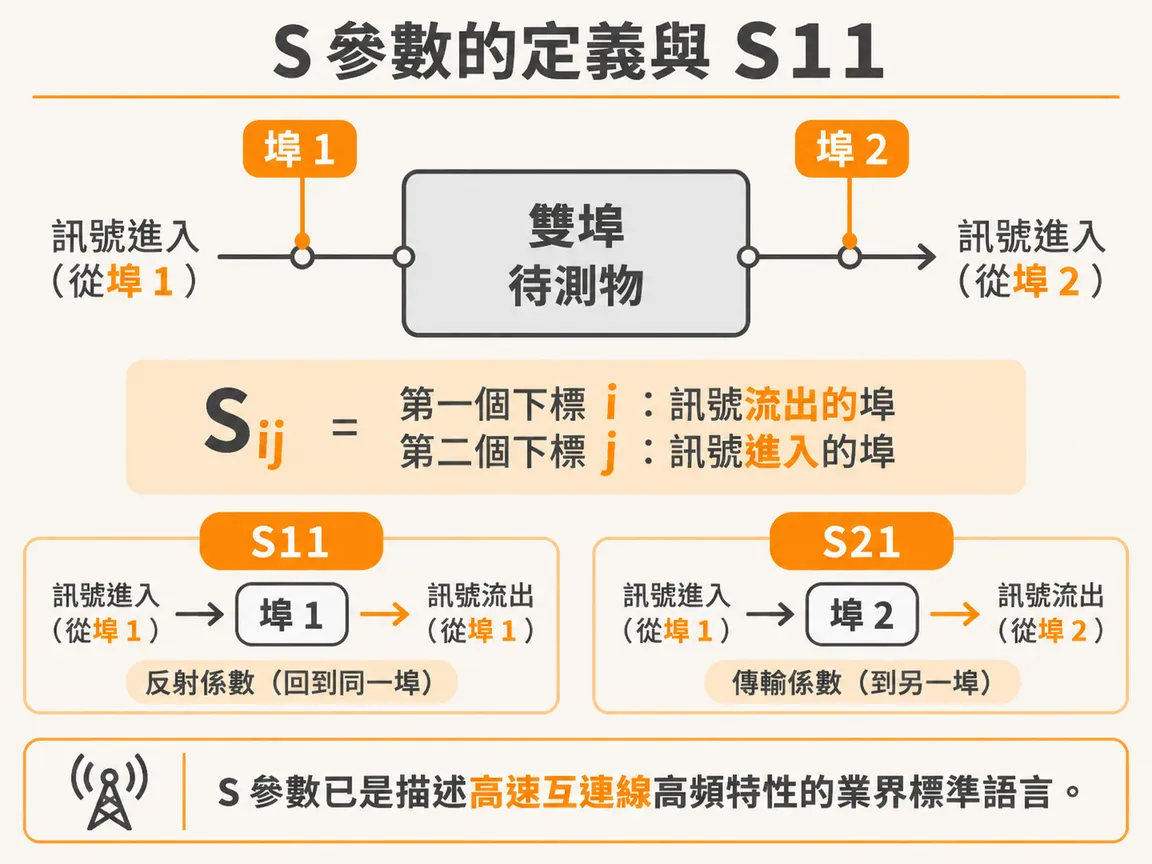 S 參數的定義與 S11
埠 1
埠 2
訊號進入
（從埠 1 ）
雙埠
待測物
訊號進入
（從埠 2 ）
Sij = 第一個下標 i ：訊號流出的埠
第二個下標 j ：訊號進入的埠
S11
訊號進入
（從埠 1 ）
埠 1
訊號流出
（從埠 1 ）
反射係數（回到同一埠）
S21
訊號進入
（從埠 1 ）
埠 2
訊號流出
（從埠 2 ）
傳輸係數（到另一埠）
S 參數已是描述高速互連線高頻特性的業界標準語言。